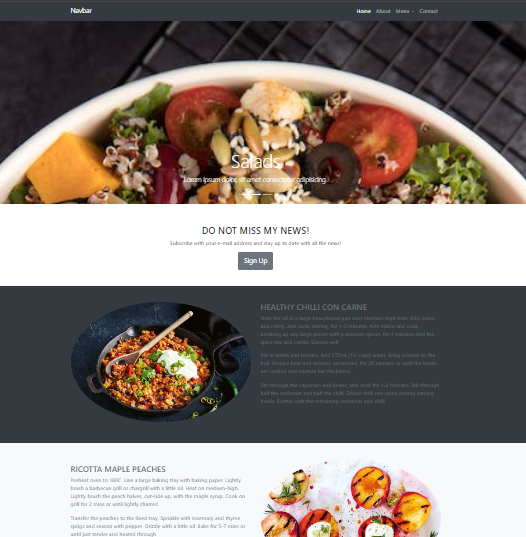 Navbar
Home About Menu Contact
Salads
Lorem ipsum dolor sit amet consectetur adipisicing.
DO NOT MISS MY NEWS!
Subscribe with your e-mail address and stay up to date with all the news!
Sign Up
HEALTHY CHILLI CON CARNE
Heat the oil in a large heavy-based pan over medium-high heat. Add onion
and celery, and cook, stirring, for 1-2 minutes. Add mince and cook,
breaking up any large pieces with a wooden spoon, for 4 minutes. Add the
spice mix and carrot. Season well.
Stir in lentils and tomato. Add 375ml (1½ cups) water. Bring mixture to the
boil. Reduce heat and simmer, uncovered, for 20 minutes or until the lentils
are cooked and mixture has thickened.
Stir through the capsicum and beans, and cook for 1-2 minutes. Stir through
half the coriander and half the chilli. Divide chilli con carne among serving
bowls. Scatter with the remaining coriander and chilli.
RICOTTA MAPLE PEACHES
Preheat oven to 180C. Line a large baking tray with baking paper. Lightly
brush a barbecue grill or chargrill with a little oil. Heat on medium-high.
Lightly brush the peach halves, cut-side up, with the maple syrup. Cook on
grill for 2 mins or until lightly charred.
Transfer the peaches to the lined tray. Sprinkle with rosemary and thyme
sprigs and season with pepper. Drizzle with a little oil. Bake for 5-7 mins or
until just tender and heated through.